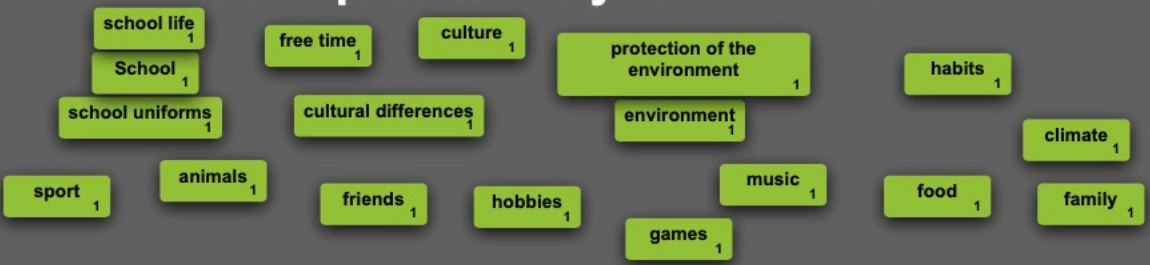 school life
1
School
1
school uniforms
1
free time
1
culture
1
cultural differences
1
protection of the
environment
1
environment
1
habits
1
climate
1
sport
1
animals
1
friends
1
hobbies
1
music
1
games
1
food
1
family
1